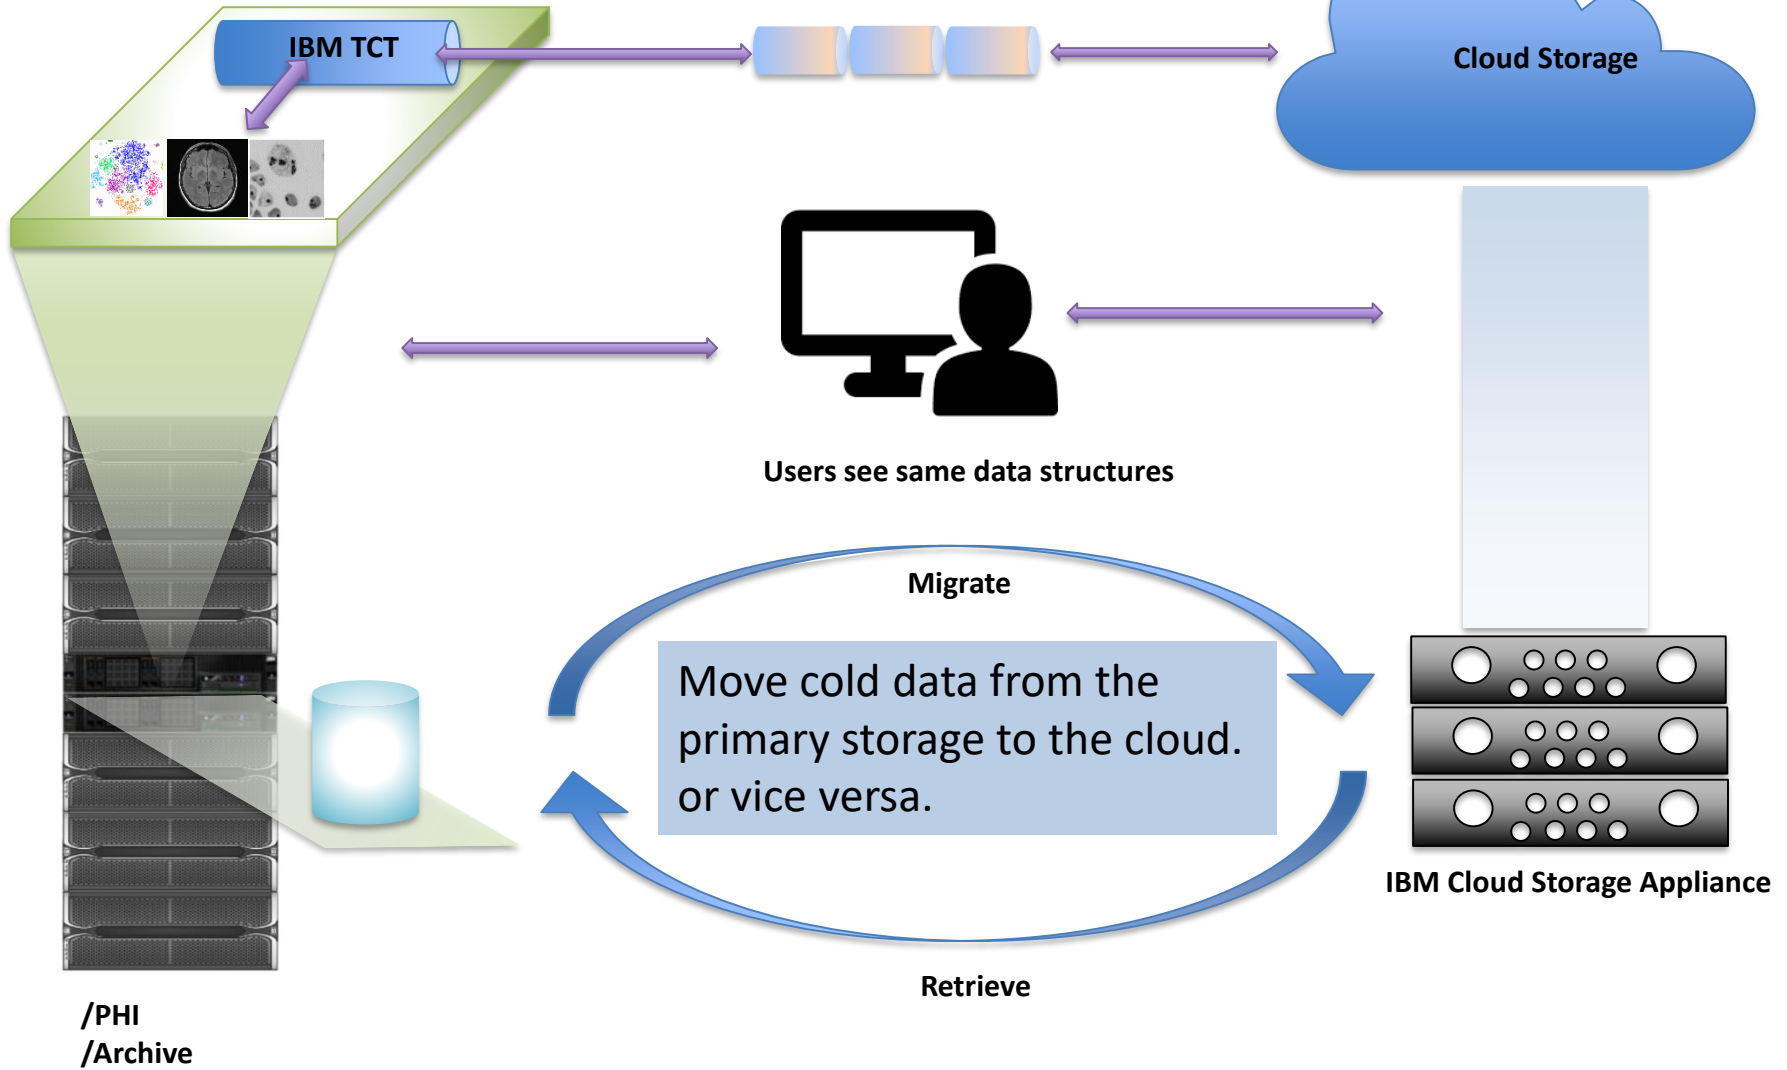 IBM TCT
Cloud Storage
Users see same data structures
Migrate
Move cold data from the
primary storage to the cloud.
or vice versa.
IBM Cloud Storage Appliance
Retrieve
/PHI
/Archive